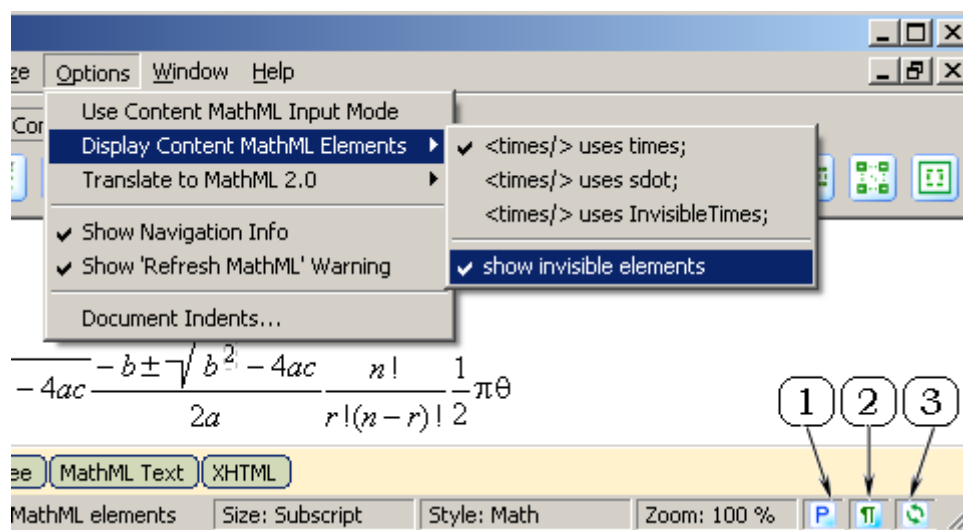 ze Options Window Help
Cor
Use Content MathML Input Mode
Display Content MathML Elements
Translate to MathML 2.0
Show Navigation Info
Show 'Refresh MathML' Warning
Document Indents...
<times/> uses times;
<times/> uses sdot;
<times/> uses InvisibleTimes;
show invisible elements
− 4ac −b ± √ b² − 4ac / 2a n! / r!(n − r)! 1 / 2 πθ
1 2 3
ee MathML Text XHTML
MathML elements Size: Subscript Style: Math Zoom: 100 % P ¶